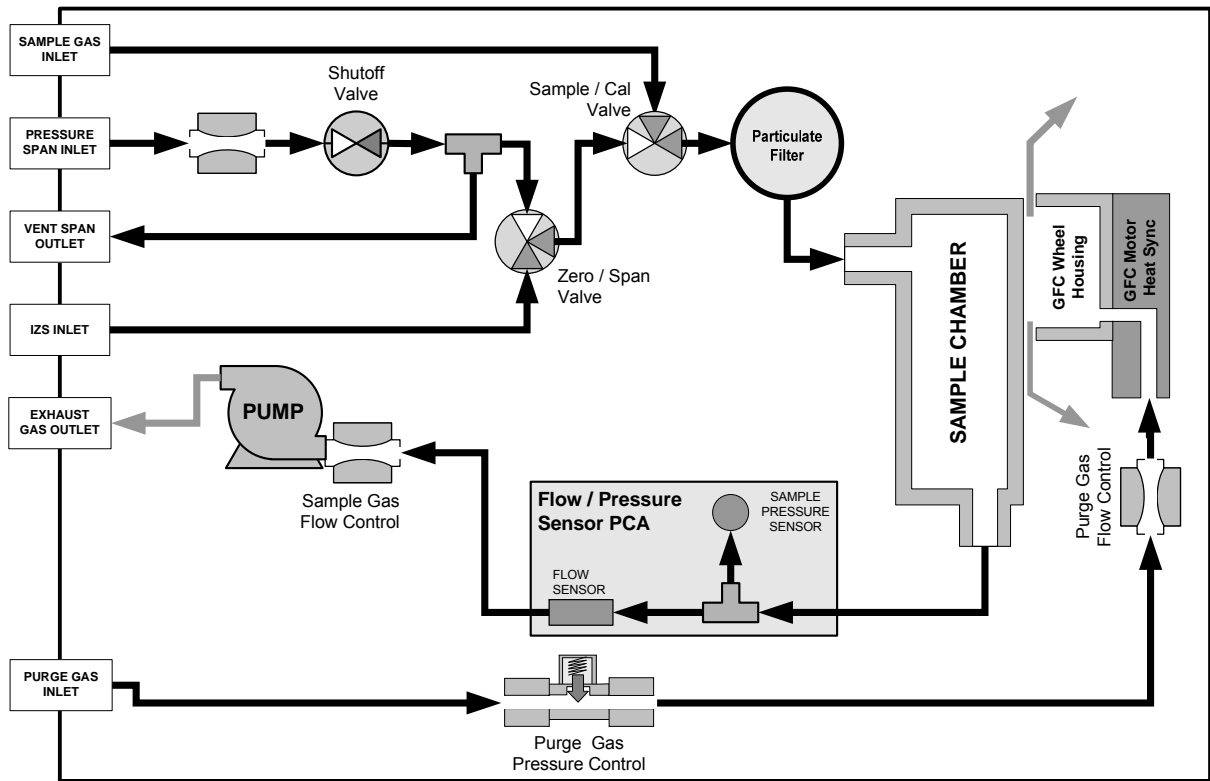 SAMPLE GAS
INLET
Shutoff
Valve
Sample / Cal
Valve
PRESSURE
SPAN INLET
Particulate
Filter
VENT SPAN
OUTLET
Zero / Span
Valve
IZS INLET
SAMPLE CHAMBER
GFC Wheel
Housing
GFC Motor
Heat Sync
EXHAUST
GAS OUTLET
PUMP
Sample Gas
Flow Control
Flow / Pressure
Sensor PCA
SAMPLE
PRESSURE
SENSOR
FLOW
SENSOR
Purge Gas
Flow Control
PURGE GAS
INLET
Purge Gas
Pressure Control